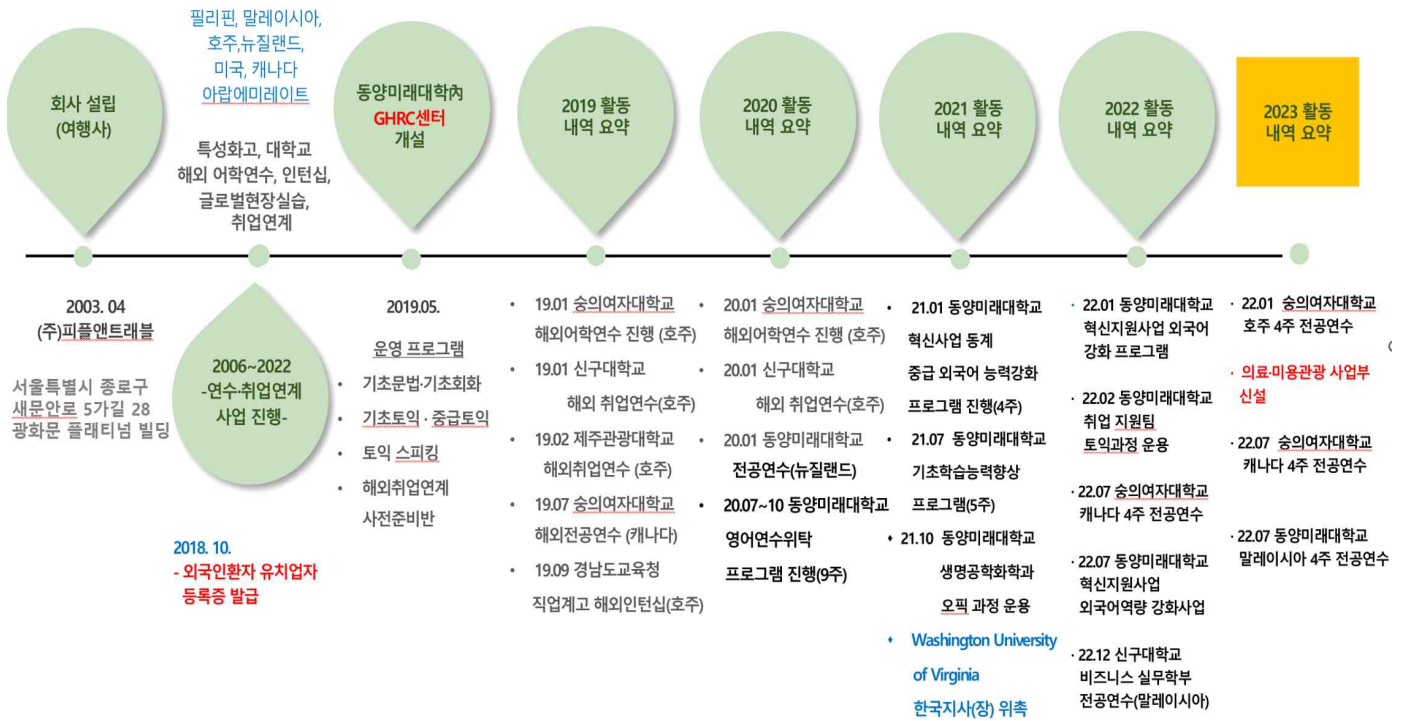 회사 설립
(여행사)
2003. 04
(주)피플앤트래블
서울특별시 종로구
새문안로 5가길 28
광화문 플래티넘 빌딩
필리핀, 말레이시아,
호주,뉴질랜드,
미국, 캐나다
아랍에미레이트
특성화고, 대학교
해외 어학연수, 인턴십,
글로벌현장실습,
취업연계
2006~2022
-연수·취업연계
사업 진행-
2018. 10.
- 외국인환자 유치업자
등록증 발급
동양미래대학內
GHRC센터
개설
2019.05.
운영 프로그램
• 기초문법·기초회화
• 기초토익 · 중급토익
• 토익 스피킹
• 해외취업연계
사전준비반
2019 활동
내역 요약
• 19.01 숭의여자대학교
해외어학연수 진행 (호주)
• 19.01 신구대학교
해외 취업연수(호주)
• 19.02 제주관광대학교
해외취업연수 (호주)
• 19.07 숭의여자대학교
해외전공연수 (캐나다)
• 19.09 경남도교육청
직업계고 해외인턴십(호주)
2020 활동
내역 요약
• 20.01 숭의여자대학교
해외어학연수 진행 (호주)
• 20.01 신구대학교
해외 취업연수(호주)
• 20.01 동양미래대학교
전공연수(뉴질랜드)
• 20.07~10 동양미래대학교
영어연수위탁
프로그램 진행(9주)
2021 활동
내역 요약
• 21.01 동양미래대학교
혁신사업 동계
중급 외국어 능력강화
프로그램 진행(4주)
• 21.07 동양미래대학교
기초학습능력향상
프로그램(5주)
♦ 21.10 동양미래대학교
생명공학화학과
오픽 과정 운용
♦ Washington University
of Virginia
한국지사(장) 위촉
2022 활동
내역 요약
· 22.01 동양미래대학교
혁신지원사업 외국어
강화 프로그램
· 22.02 동양미래대학교
취업 지원팀
토익과정 운용
· 22.07 숭의여자대학교
캐나다 4주 전공연수
· 22.07 동양미래대학교
혁신지원사업
외국어역량 강화사업
· 22.12 신구대학교
비즈니스 실무학부
전공연수(말레이시아)
2023 활동
내역 요약
· 22.01 숭의여자대학교
호주 4주 전공연수
· 의료·미용관광 사업부
신설
· 22.07 숭의여자대학교
캐나다 4주 전공연수
· 22.07 동양미래대학교
말레이시아 4주 전공연수